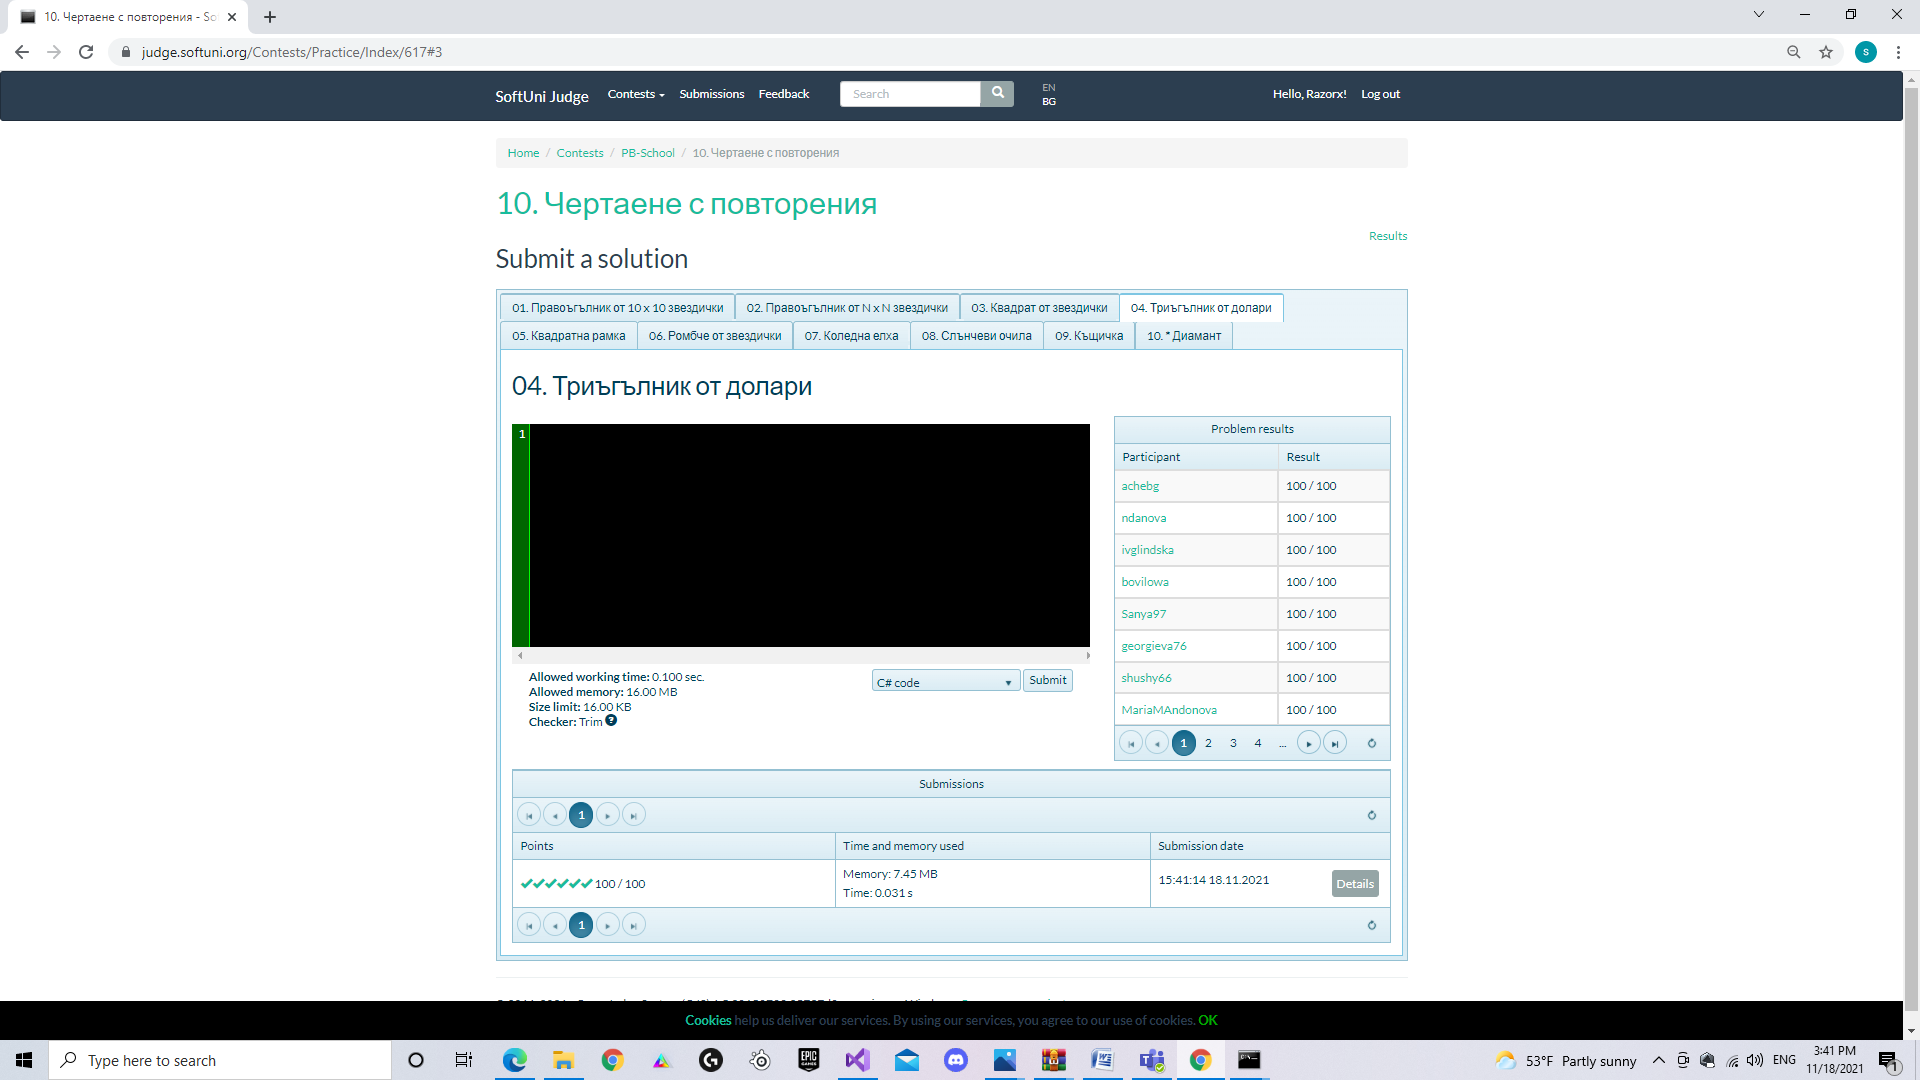 10. Чертаене с повторения - So
judge.softuni.org/Contests/Practice/Index/617#3
s
SoftUni Judge
Contests
Submissions
Feedback
Search
EN
BG
Hello, Razorx!
Log out
Home / Contests / PB-School / 10. Чертаене с повторения
10. Чертаене с повторения
Results
Submit a solution
01. Правоъгълник от 10 x 10 звездички
02. Правоъгълник от N x N звездички
03. Квадрат от звездички
04. Триъгълник от долари
05. Квадратна рамка
06. Ромбче от звездички
07. Коледна елха
08. Слънчеви очила
09. Къщичка
10. * Диамант
04. Триъгълник от долари
1
Allowed working time: 0.100 sec.
Allowed memory: 16.00 MB
Size limit: 16.00 KB
Checker: Trim
C# code
Submit
Problem results
Participant Result
achebg 100 / 100
ndanova 100 / 100
ivglindska 100 / 100
bovilowa 100 / 100
Sanya97 100 / 100
georgieva76 100 / 100
shushy66 100 / 100
MariaMAndonova 100 / 100
1 2 3 4 ...
Submissions
1
Points Time and memory used Submission date
100 / 100
Memory: 7.45 MB
Time: 0.031 s
15:41:14 18.11.2021
Details
1
Cookies help us deliver our services. By using our services, you agree to our use of cookies. OK
Type here to search
EPIC GAMES
53°F Partly sunny
ENG
3:41 PM
11/18/2021
1